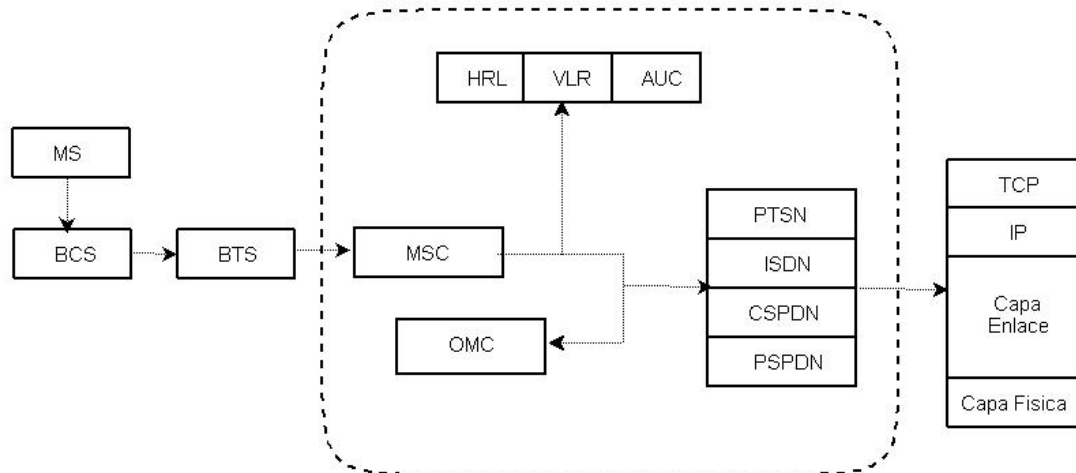 HRL VLR AUC
MS
BCS
BTS
MSC
OMC
PTSN
ISDN
CSPDN
PSPDN
TCP
IP
Capa
Enlace
Capa Fisica